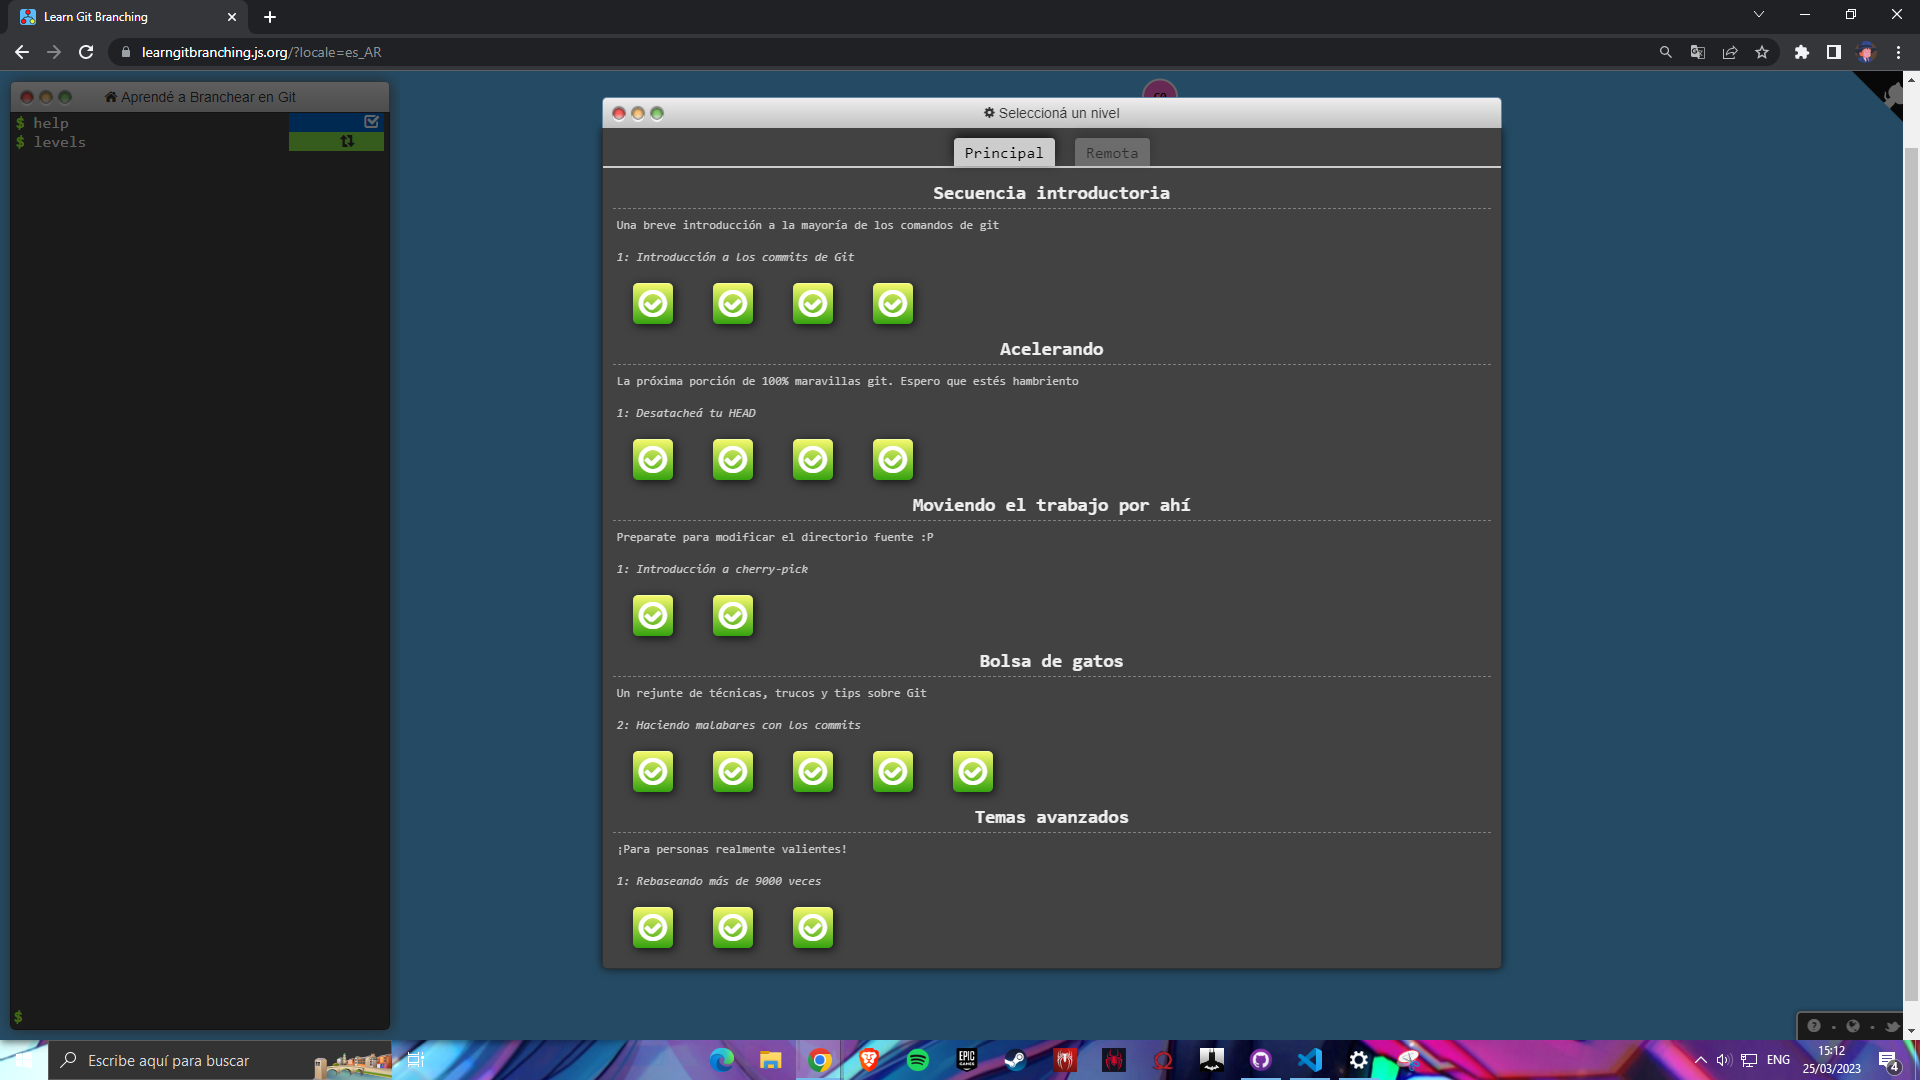 Learn Git Branching
learngitbranching.js.org/?locale=es_AR
Aprendé a Branchear en Git
$ help
$ levels
$
c0
Seleccioná un nivel
Principal
Remota
Secuencia introductoria
Una breve introducción a la mayoría de los comandos de git
1: Introducción a los commits de Git
Acelerando
La próxima porción de 100% maravillas git. Espero que estés hambriento
1: Desatacheá tu HEAD
Moviendo el trabajo por ahí
Preparate para modificar el directorio fuente :P
1: Introducción a cherry-pick
Bolsa de gatos
Un rejunte de técnicas, trucos y tips sobre Git
2: Haciendo malabares con los commits
Temas avanzados
¡Para personas realmente valientes!
1: Rebaseando más de 9000 veces
Escribe aquí para buscar
EPIC GAMES
ENG
15:12
25/03/2023
4